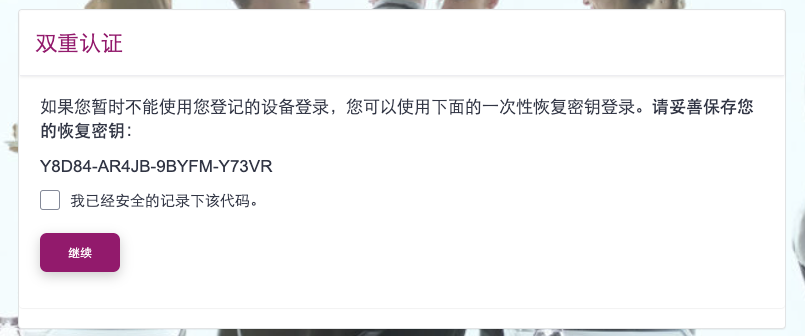 双重认证
如果您暂时不能使用您登记的设备登录，您可以使用下面的一次性恢复密钥登录。请妥善保存您
的恢复密钥：
Y8D84-AR4JB-9BYFM-Y73VR
我已经安全的记录下该代码。
继续